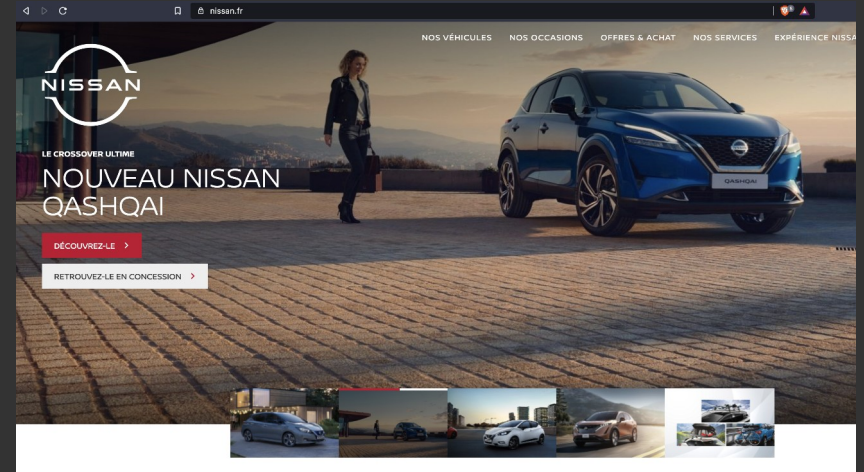 nissan.fr
NOS VÉHICULES NOS OCCASIONS OFFRES & ACHAT NOS SERVICES EXPÉRIENCE NISSA
NISSAN
LE CROSSOVER ULTIME
NOUVEAU NISSAN
QASHQAI
QASHQAI
DÉCOUVREZ-LE
RETROUVEZ-LE EN CONCESSION